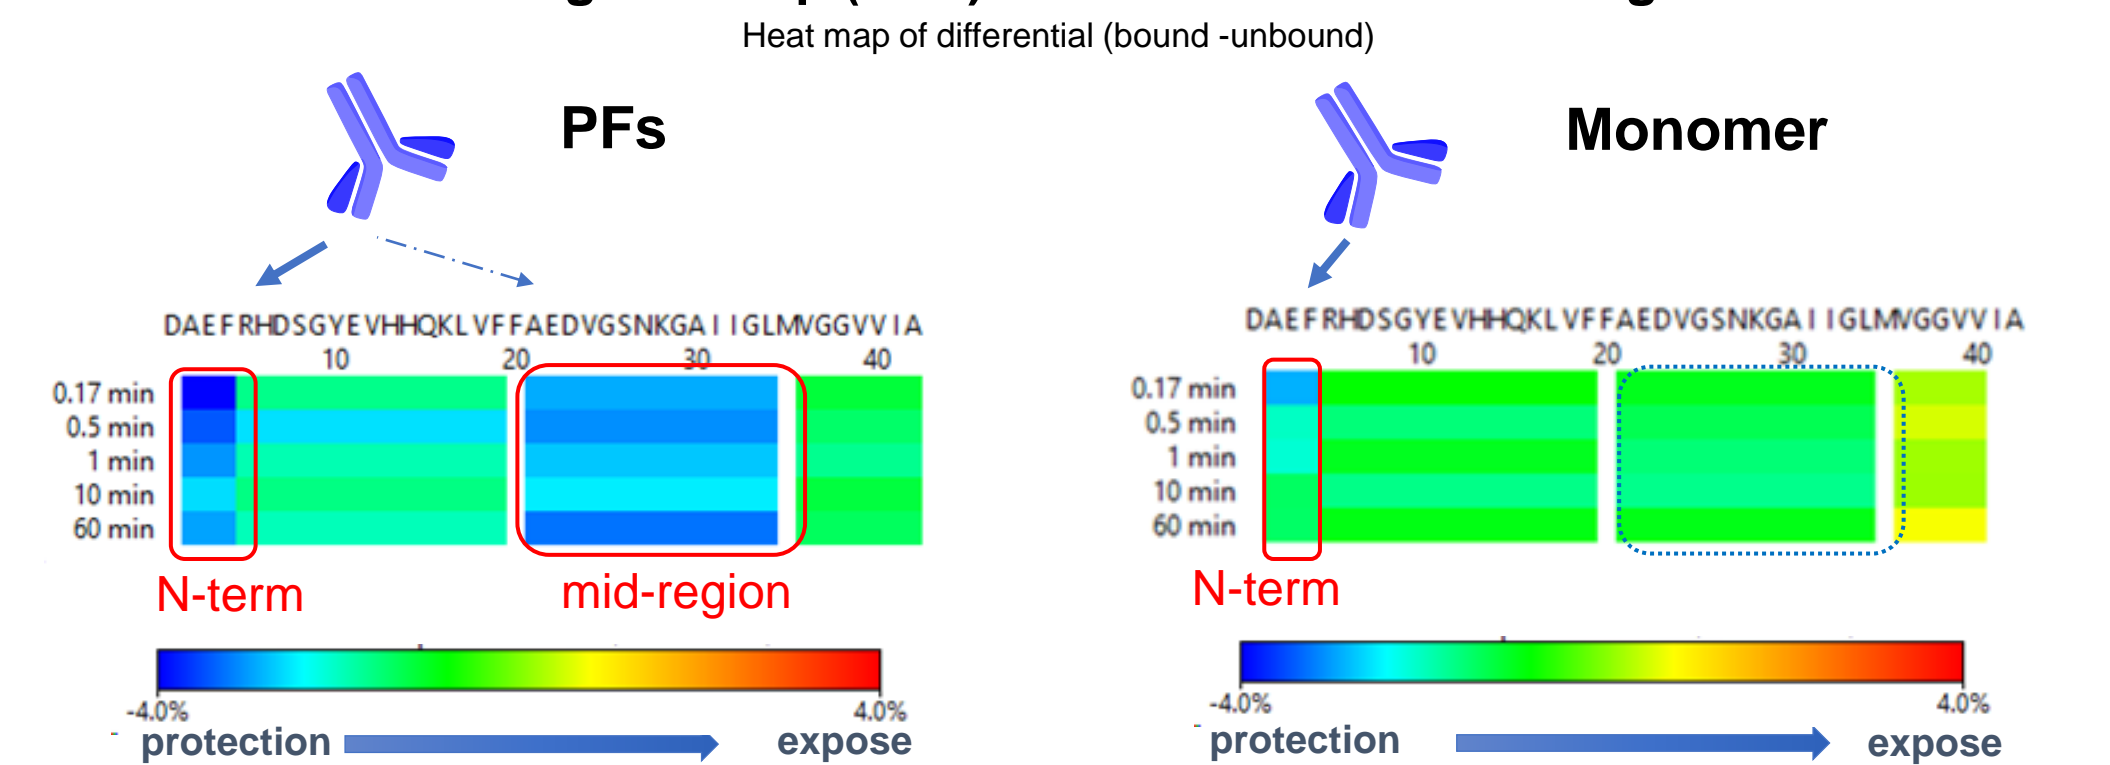 Heat map of differential (bound -unbound)
PFs
Monomer
DAEFRHDSGYEVHHQKLVFFAEDVGSNKGAIIGLMVGGVVIA
10 20 30 40
0.17 min
0.5 min
1 min
10 min
60 min
N-term
mid-region
-4.0%
4.0%
protection
expose
DAEFRHDSGYEVHHQKLVFFAEDVGSNKGAIIGLMVGGVVIA
10 20 30 40
0.17 min
0.5 min
1 min
10 min
60 min
N-term
-4.0%
4.0%
protection
expose